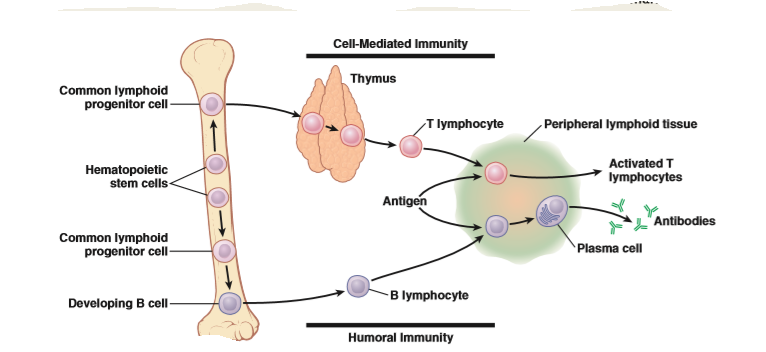 Cell-Mediated Immunity
Thymus
Common lymphoid
progenitor cell
T lymphocyte
Peripheral lymphoid tissue
Hematopoietic
stem cells
Activated T
lymphocytes
Antigen
Antibodies
Common lymphoid
progenitor cell
Plasma cell
Developing B cell
B lymphocyte
Humoral Immunity